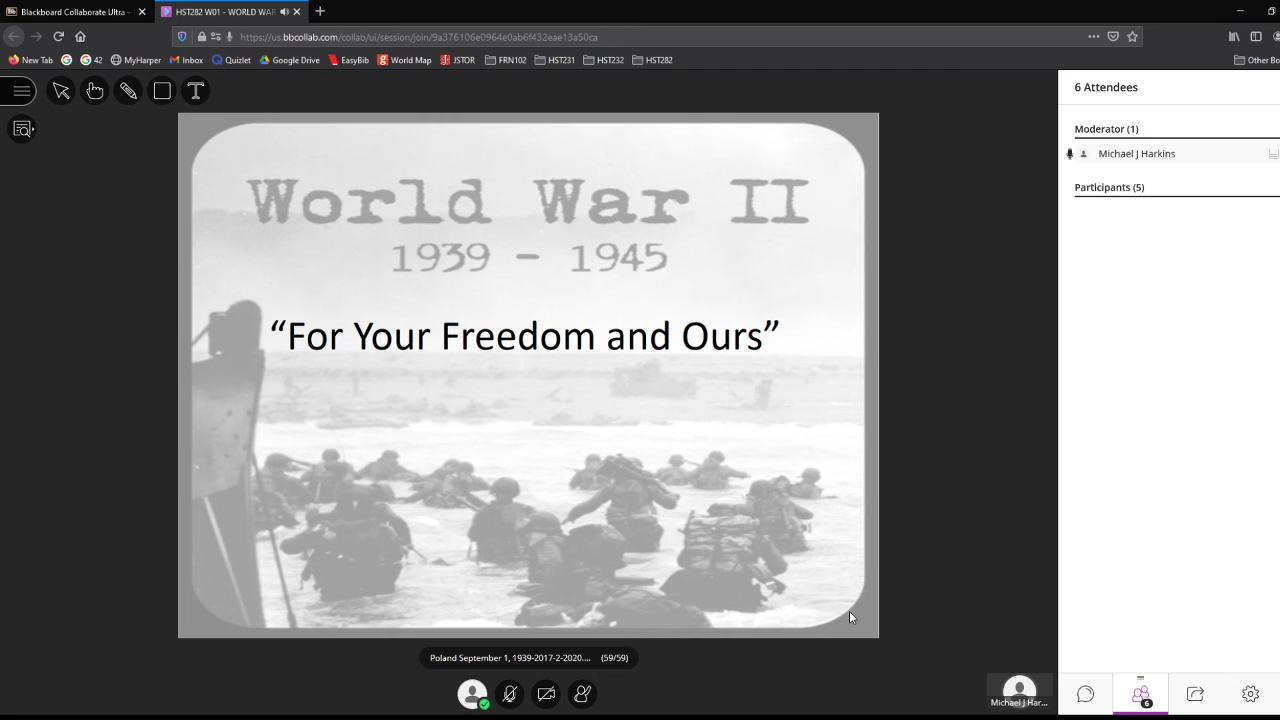 Blackboard Collaborate Ultra –
HST282 W01 - WORLD WAR
https://us.bbcollab.com/collab/ui/session/join/9a376106e0964e0ab6f432eae13a50ca
New Tab
42
MyHarper
Inbox
Quizlet
Google Drive
EasyBib
World Map
JSTOR
FRN102
HST231
HST232
HST282
Other Bo
6 Attendees
Moderator (1)
Michael J Harkins
Participants (5)
World War II
1939 - 1945
“For Your Freedom and Ours”
Poland September 1, 1939-2017-2-2020.... (59/59)
Michael J Har...
6